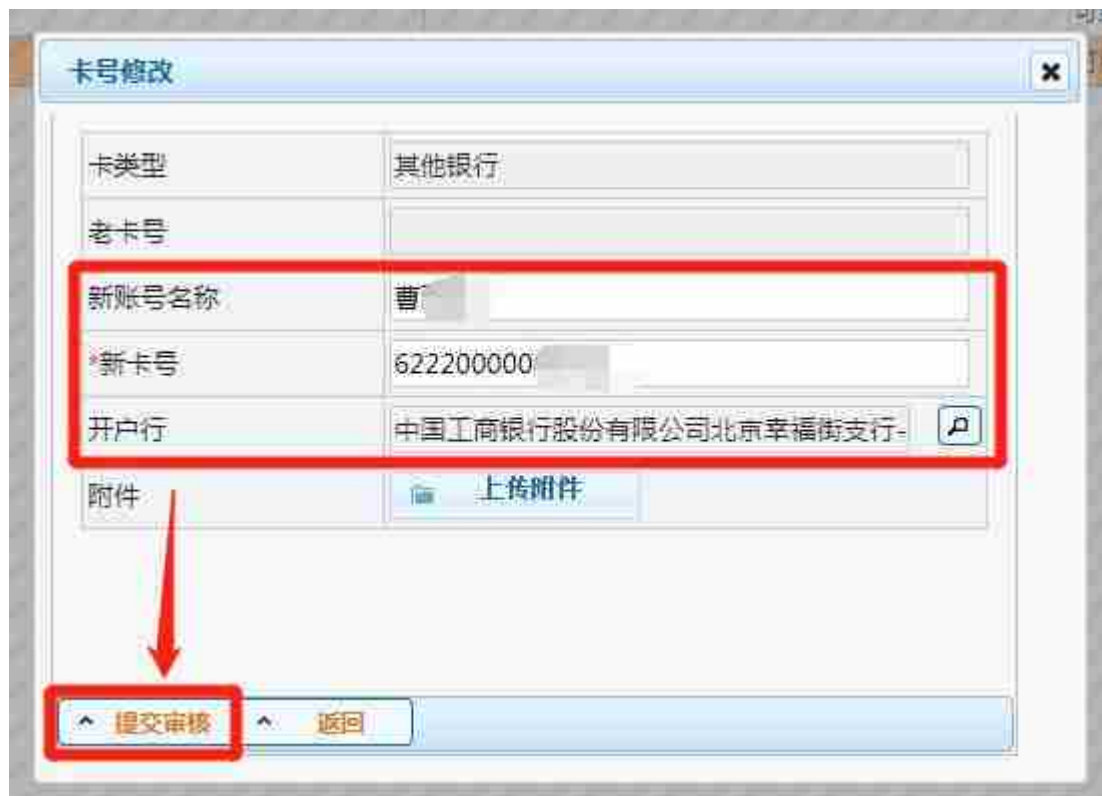 卡号修改
卡类型 其他银行
老卡号
新账号名称 曹
*新卡号 622200000
开户行 中国工商银行股份有限公司北京幸福街支行-
附件 上传附件
提交审核 返回